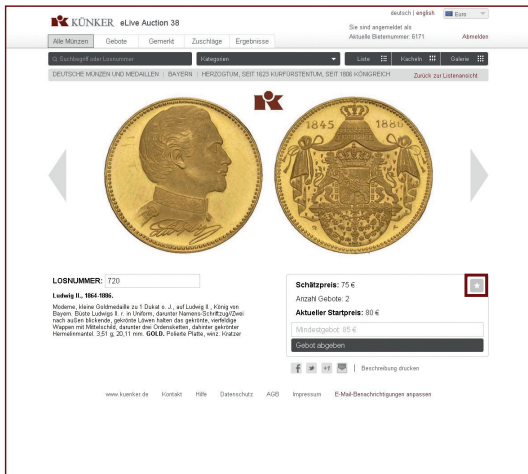 deutsch | english
Euro
KÜNKER eLive Auction 38
Sie sind angemeldet als
Aktuelle Bieternummer: 6171
Abmelden
Alle Münzen
Gebote
Gemerkt
Zuschläge
Ergebnisse
Suchbegriff oder Losnummer
Kategorien
Liste
Kacheln
Galerie
DEUTSCHE MÜNZEN UND MEDAILLEN | BAYERN | HERZOGTUM, SEIT 1623 KURFÜRSTENTUM, SEIT 1806 KÖNIGREICH
Zurück zur Listenansicht
1845 1886
LOSNUMMER: 720
Ludwig II., 1864-1886.
Moderne, kleine Goldmedaille zu 1 Dukat o. J., auf Ludwig II., König von
Bayern. Büste Ludwigs II. r. in Uniform, darunter Namens-Schriftzug//Zwei
nach außen blickende, gekrönte Löwen halten das gekrönte, vierfeldige
Wappen mit Mittelschild, darunter drei Ordensketten, dahinter gekrönter
Hermelinmantel. 3,51 g; 20,11 mm. GOLD. Polierte Platte, winz. Kratzer
Schätzpreis: 75 €
Anzahl Gebote: 2
Aktueller Startpreis: 80 €
Mindestgebot: 85 €
Gebot abgeben
| Beschreibung drucken
www.kuenker.de
Kontakt
Hilfe
Datenschutz
AGB
Impressum
E-Mail-Benachrichtigungen anpassen